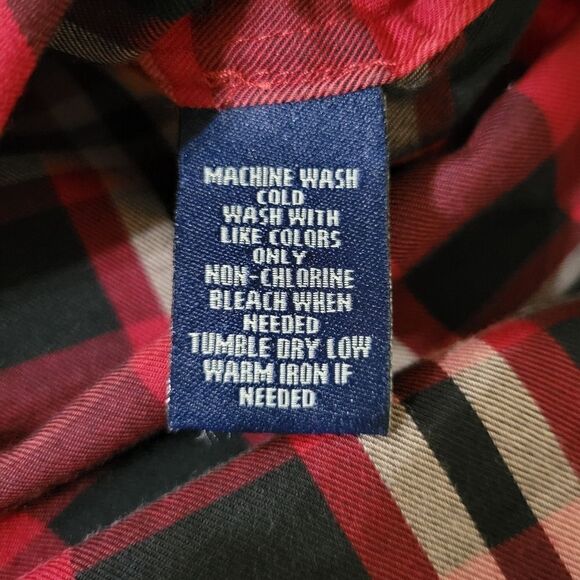 MACHINE WASH
COLD
WASH WITH
LIKE COLORS
ONLY
NON-CHLORINE
BLEACH WHEN
NEEDED
TUMBLE DRY LOW
WARM IRON IF
NEEDED